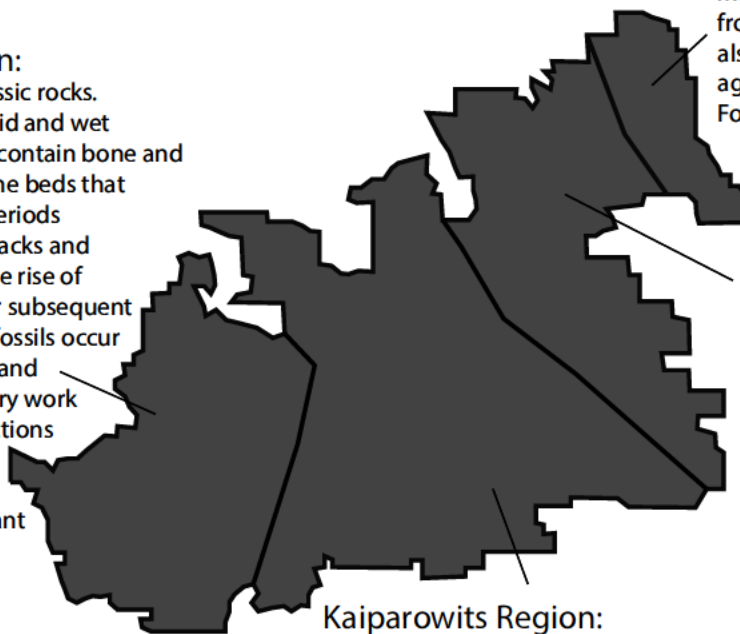 n:
ssic rocks.
id and wet
contain bone and
ne beds that
eriods
acks and
e rise of
subsequent
fossils occur
and
ry work
tions
ant
fro
als
ag
Fo
Kaiparowits Region: